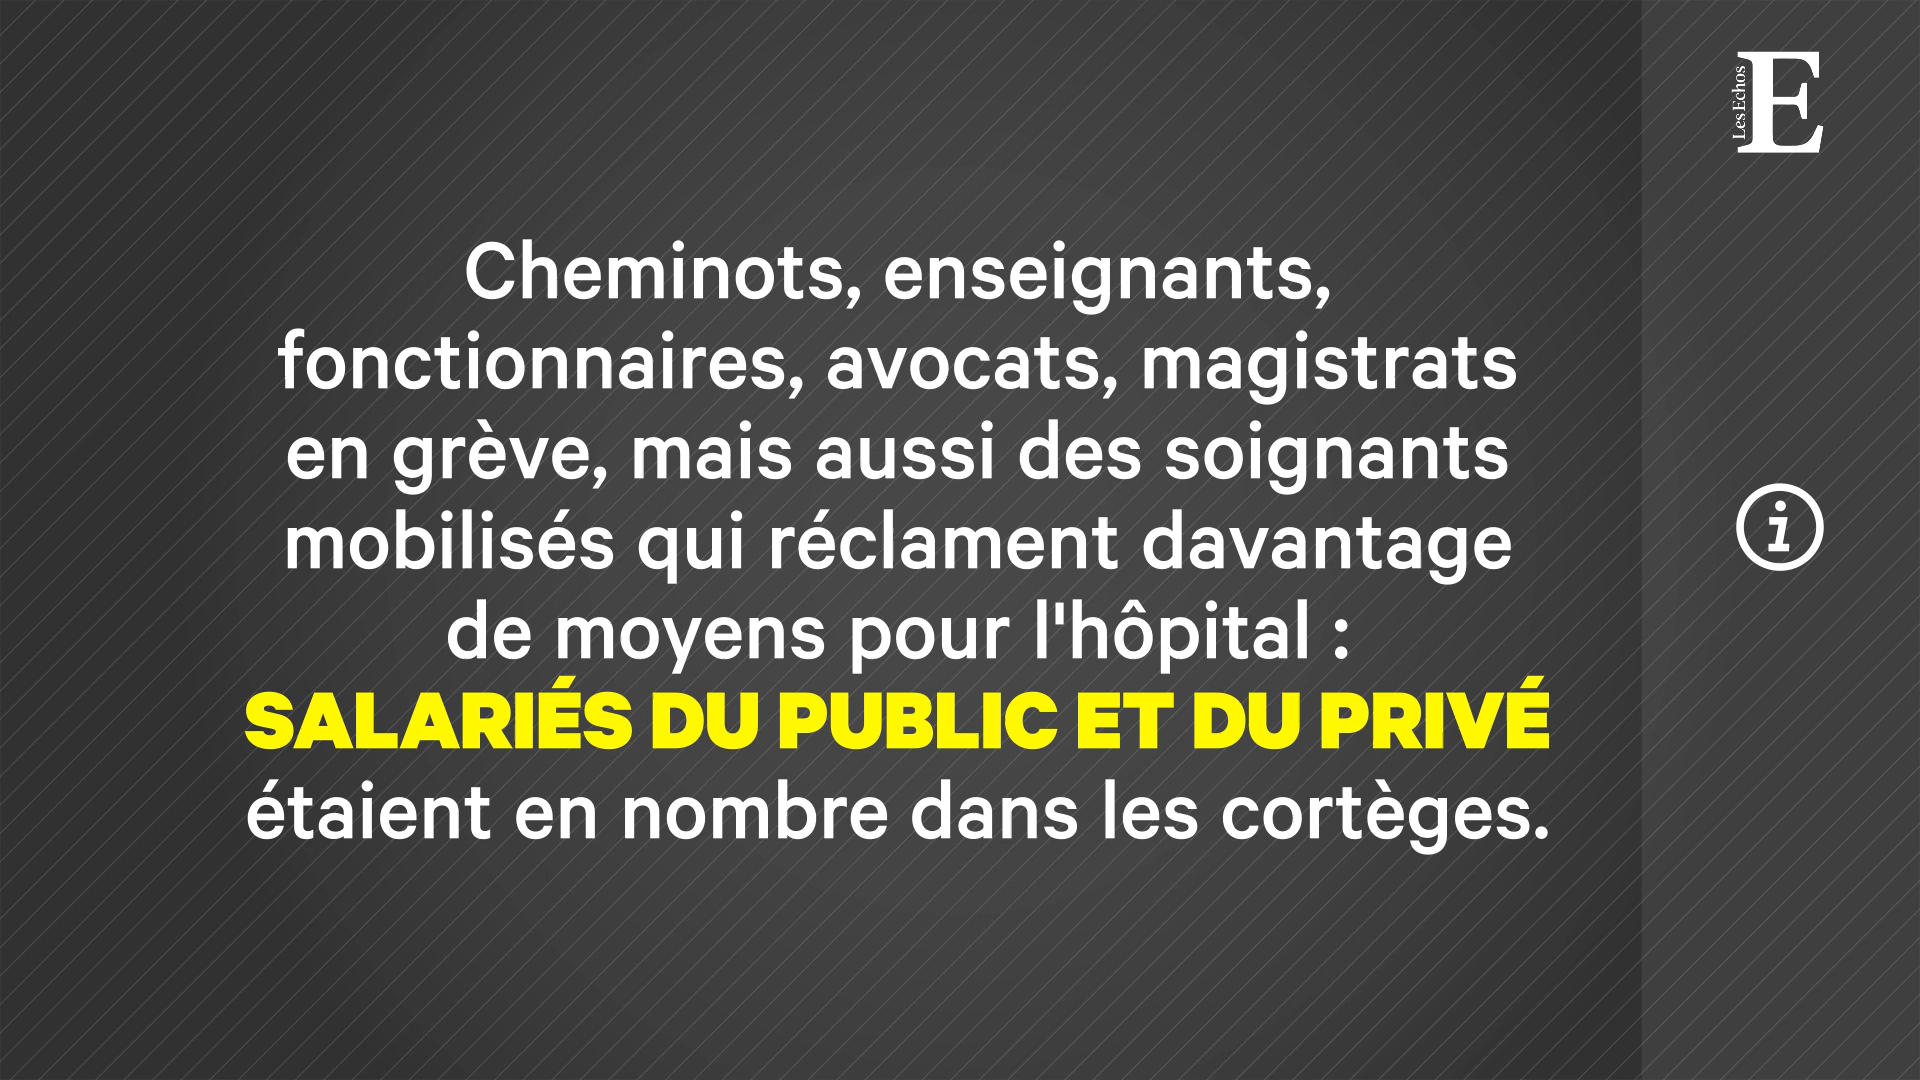 Les Echos
E
Cheminots, enseignants,
fonctionnaires, avocats, magistrats
en grève, mais aussi des soignants
mobilisés qui réclament davantage
de moyens pour l'hôpital :
SALARIÉS DU PUBLIC ET DU PRIVÉ
étaient en nombre dans les cortèges.
i